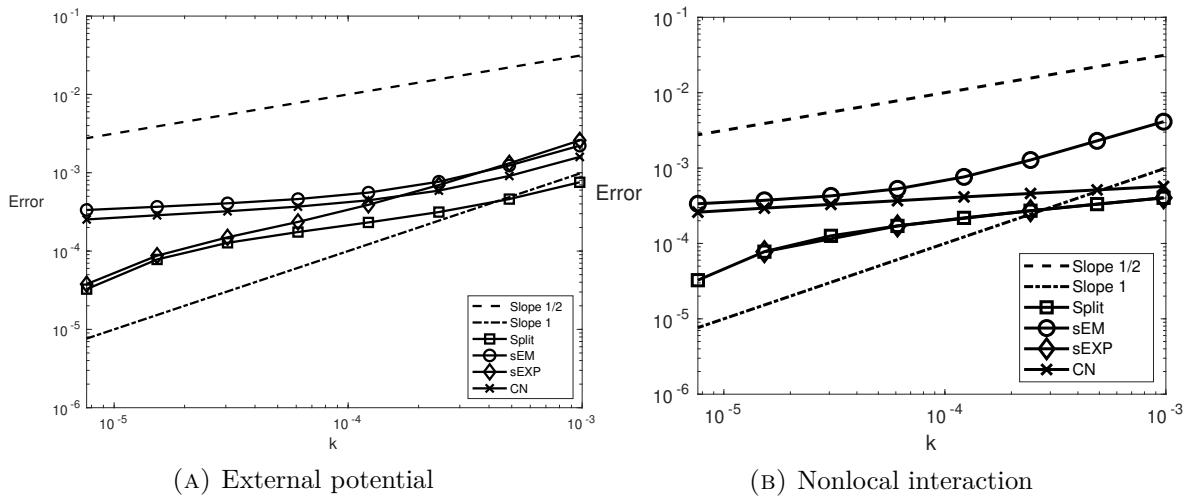 10^-1
10^-2
10^-3
10^-4
10^-5
10^-6
Error
10^-5
10^-4
10^-3
k
Slope 1/2
Slope 1
Split
sEM
sEXP
CN
(A) External potential
10^-1
10^-2
10^-3
10^-4
10^-5
10^-6
Error
10^-5
10^-4
10^-3
k
Slope 1/2
Slope 1
Split
sEM
sEXP
CN
(B) Nonlocal interaction